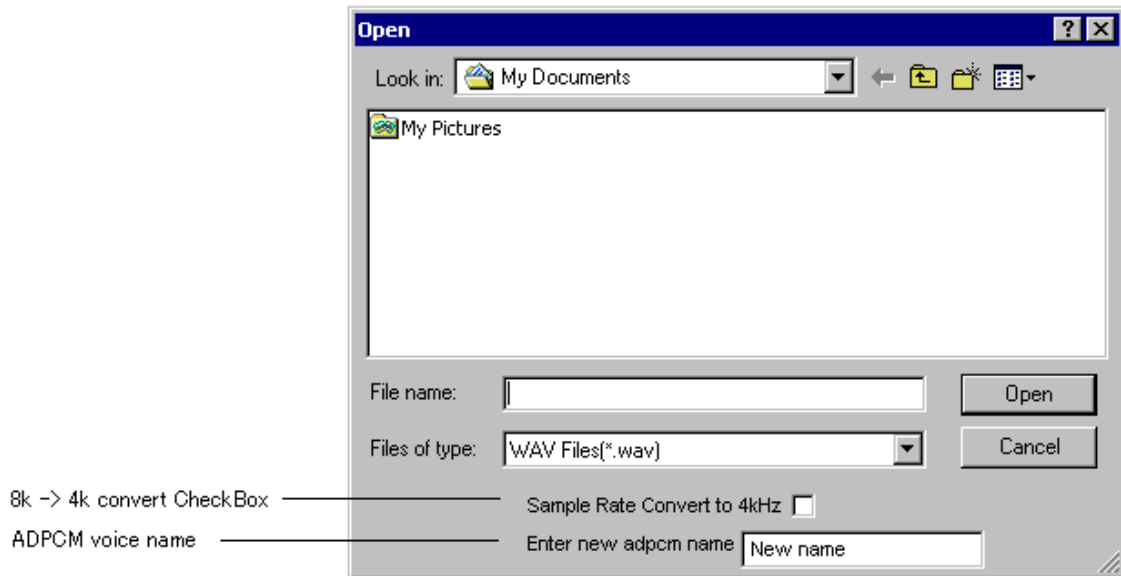 Open
Look in: My Documents
My Pictures
File name:
Open
Files of type: WAV Files(*.wav)
Cancel
8k -> 4k convert CheckBox
Sample Rate Convert to 4kHz
ADPCM voice name
Enter new adpcm name New name